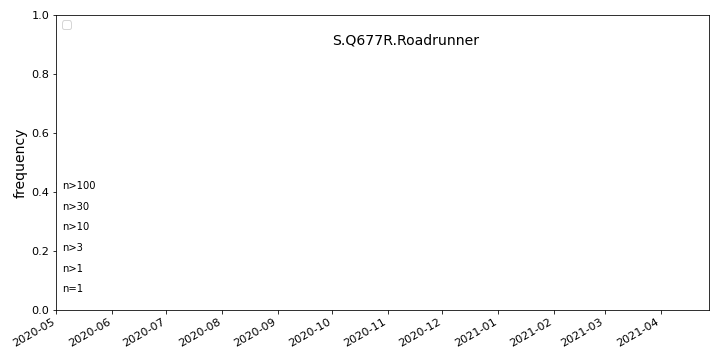 S.Q677R.Roadrunner
frequency
1.0
0.8
0.6
0.4
0.2
0.0
n>100
n>30
n>10
n>3
n>1
n=1
2020-05
2020-06
2020-07
2020-08
2020-09
2020-10
2020-11
2020-12
2021-01
2021-02
2021-03
2021-04